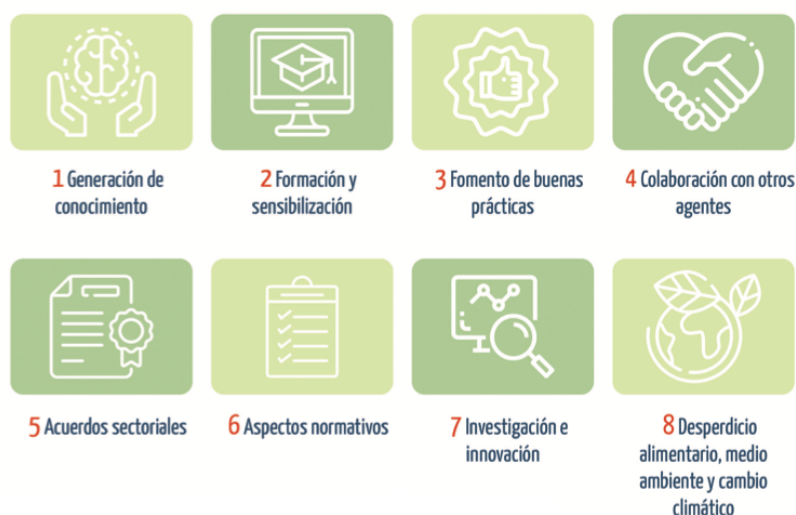 1 Generación de
conocimiento
2 Formación y
sensibilización
3 Fomento de buenas
prácticas
4 Colaboración con otros
agentes
5 Acuerdos sectoriales
6 Aspectos normativos
7 Investigación e
innovación
8 Desperdicio
alimentario, medio
ambiente y cambio
climático